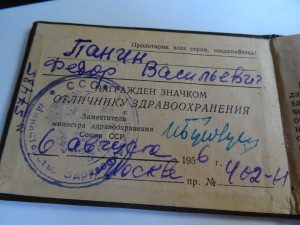 Пролетарии всех стран, соединяйтесь!
Панин
Федор Васильевич
НАГРАЖДЕН ЗНАЧКОМ
ОТЛИЧНИКУ ЗДРАВООХРАНЕНИЯ
Заместитель
министра здравоохранения
Союза ССР
6 августа 1956 г.
Москва пр. № 402-Н
№ 57485